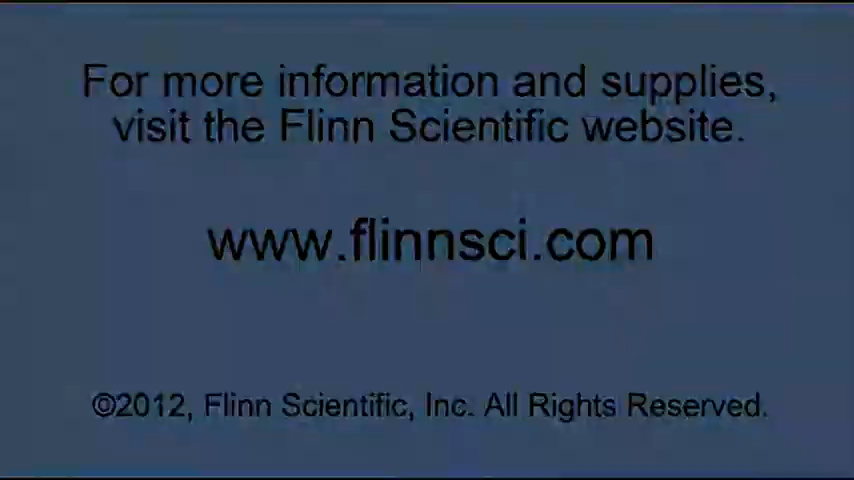 For more information and supplies,
visit the Flinn Scientific website.
www.flinnsci.com
©2012, Flinn Scientific, Inc. All Rights Reserved.